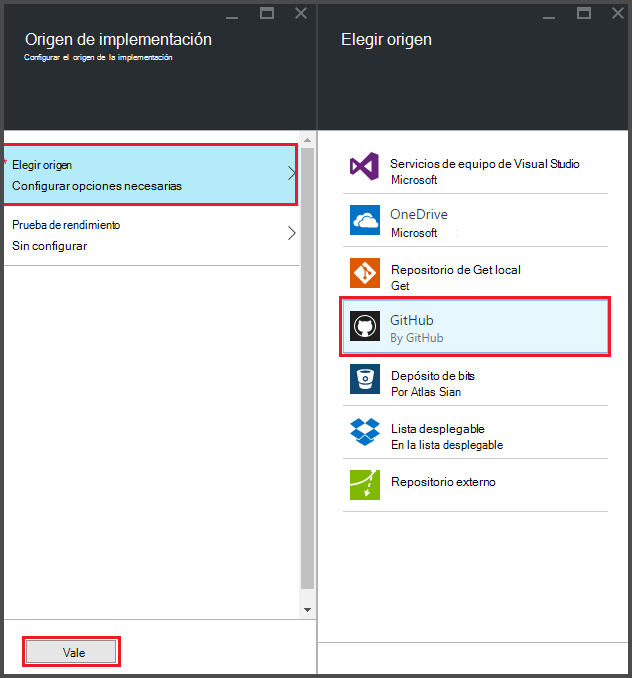 Origen de implementación
Configurar el origen de la implementación
* Elegir origen
Configurar opciones necesarias
Prueba de rendimiento
Sin configurar
Vale
Elegir origen
Servicios de equipo de Visual Studio
Microsoft
OneDrive
Microsoft
Repositorio de Get local
Get
GitHub
By GitHub
Depósito de bits
Por Atlas Sian
Lista desplegable
En la lista desplegable
Repositorio externo